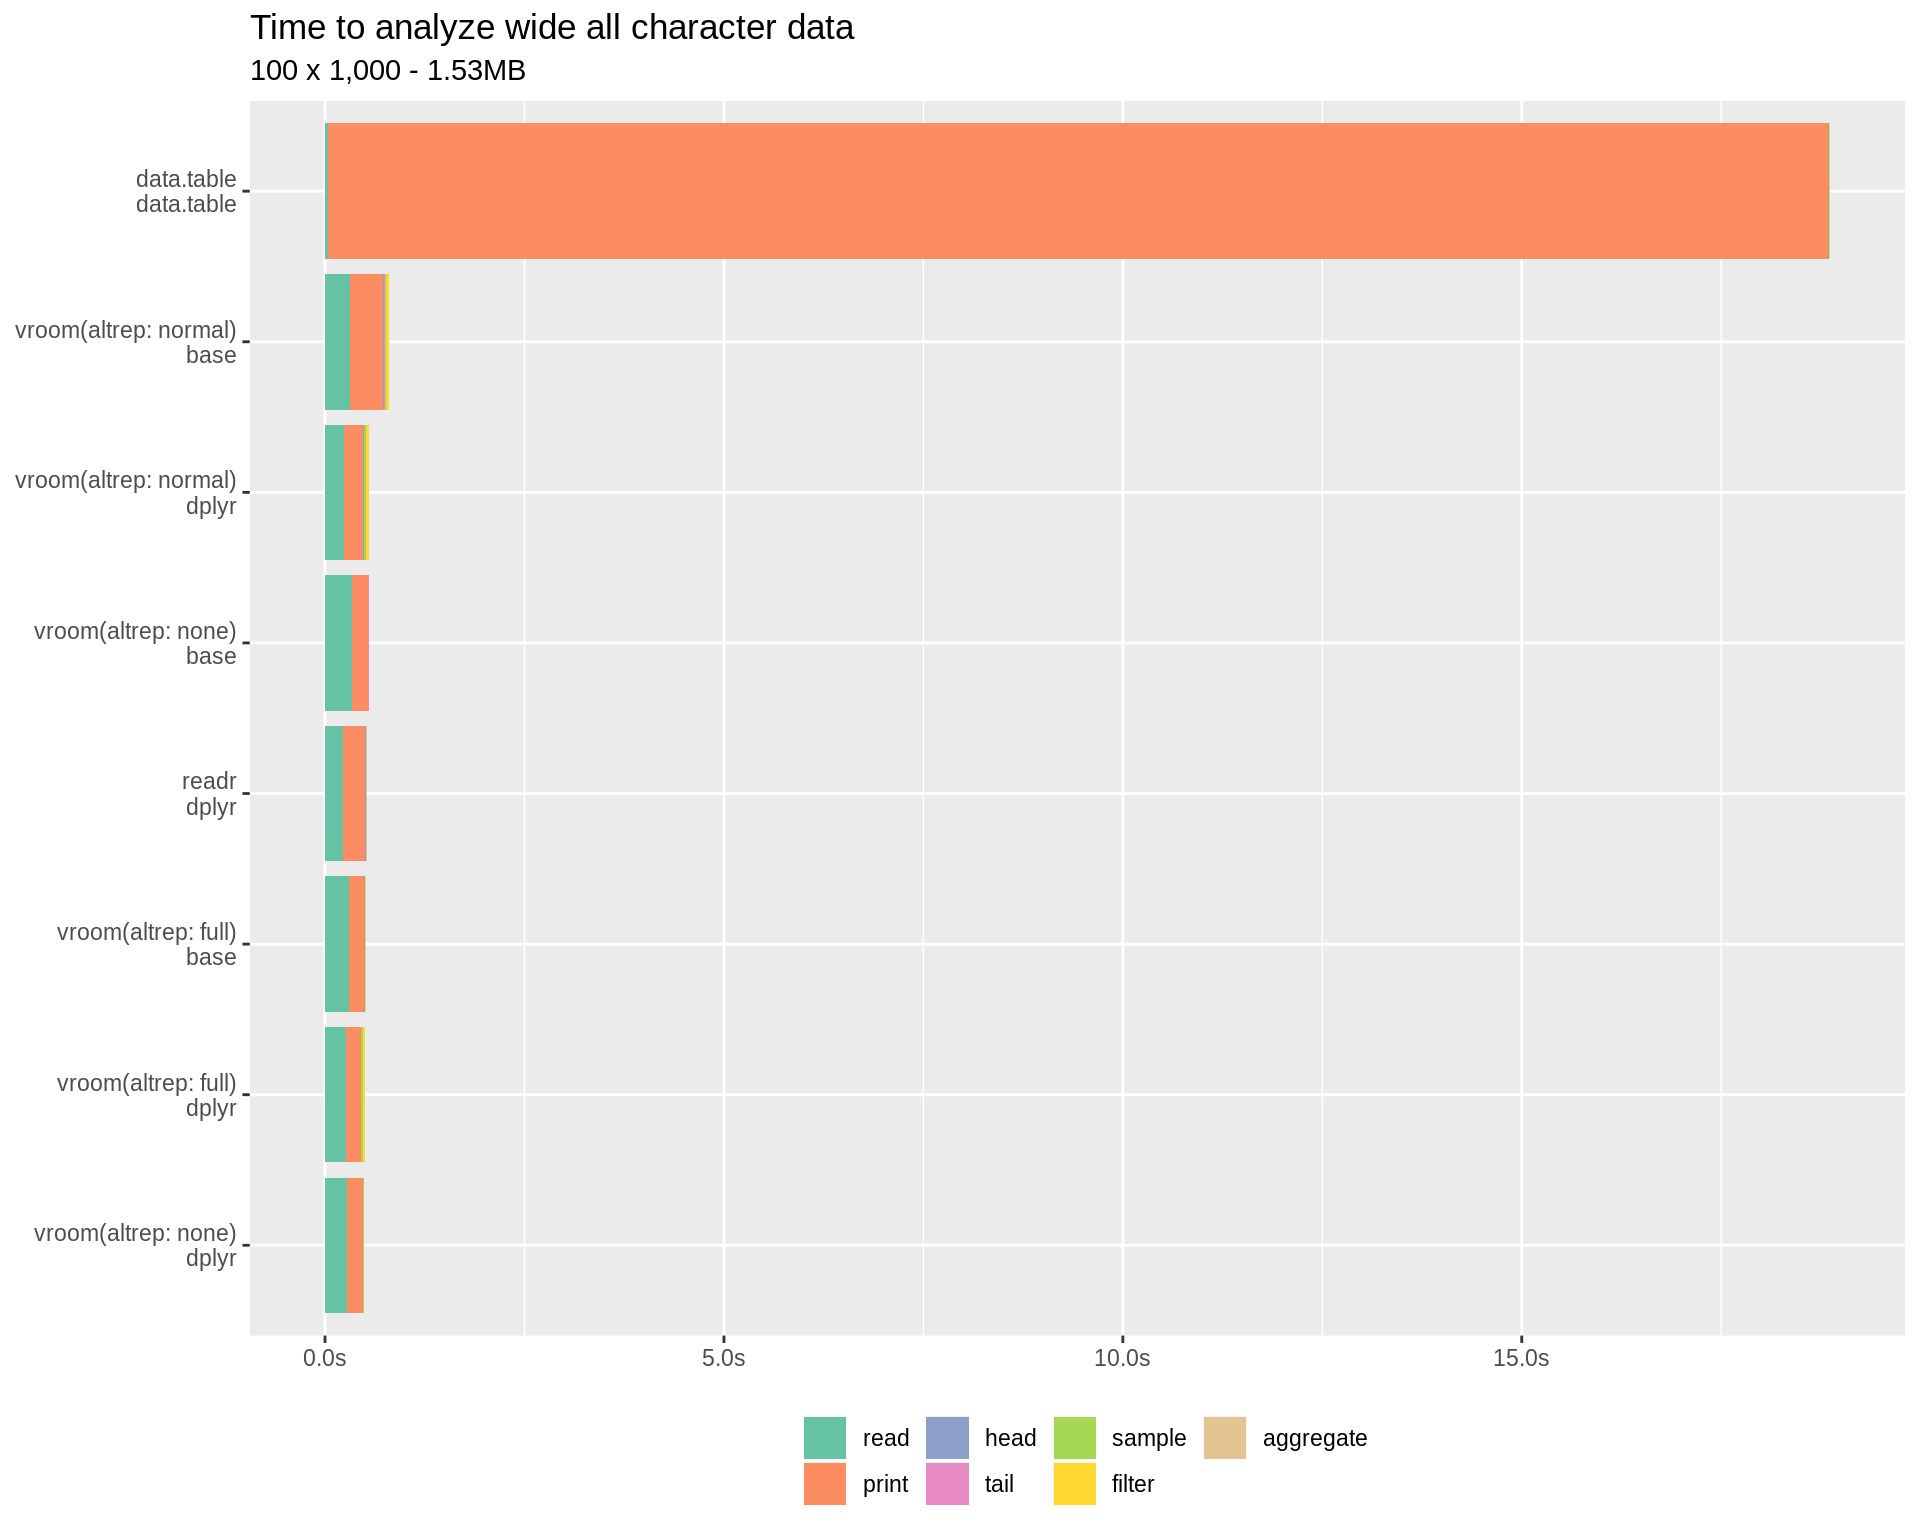 Time to analyze wide all character data
100 x 1,000 - 1.53MB
data.table
data.table
vroom(altrep: normal)
base
vroom(altrep: normal)
dplyr
vroom(altrep: none)
base
readr
dplyr
vroom(altrep: full)
base
vroom(altrep: full)
dplyr
vroom(altrep: none)
dplyr
0.0s 5.0s 10.0s 15.0s
read head sample aggregate
print tail filter